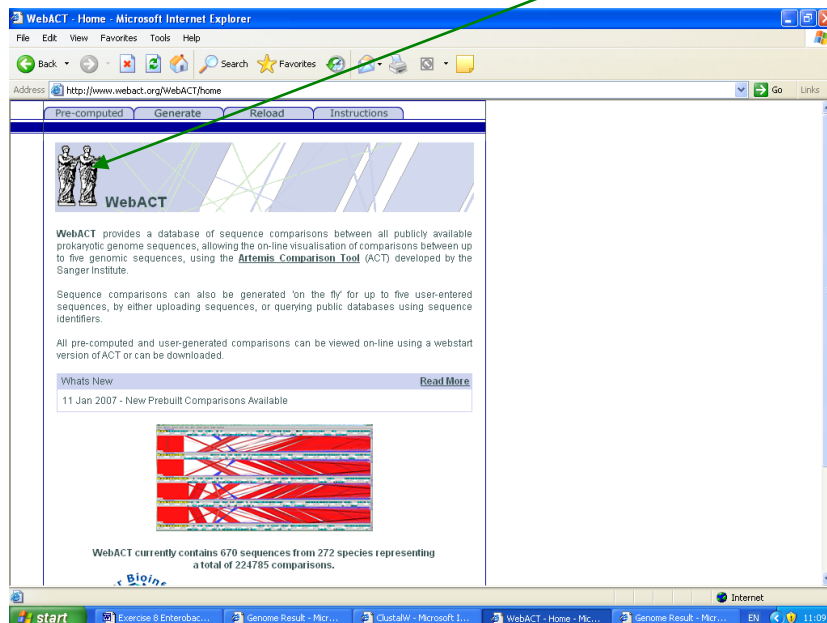 WebACT - Home - Microsoft Internet Explorer
File Edit View Favorites Tools Help
Back Search Favorites
Address http://www.webact.org/WebACT/home Go Links
Pre-computed Generate Reload Instructions
WebACT
WebACT provides a database of sequence comparisons between all publicly available
prokaryotic genome sequences, allowing the on-line visualisation of comparisons between up
to five genomic sequences, using the Artemis Comparison Tool (ACT) developed by the
Sanger Institute.
Sequence comparisons can also be generated 'on the fly' for up to five user-entered
sequences, by either uploading sequences, or querying public databases using sequence
identifiers.
All pre-computed and user-generated comparisons can be viewed on-line using a webstart
version of ACT or can be downloaded.
Whats New Read More
11 Jan 2007 - New Prebuilt Comparisons Available
WebACT currently contains 670 sequences from 272 species representing
a total of 224785 comparisons.
Internet
start Exercise 8 Enterobac... Genome Result - Micr... ClustalW - Microsoft I... WebACT - Home - Mic... Genome Result - Micr... EN 11:09